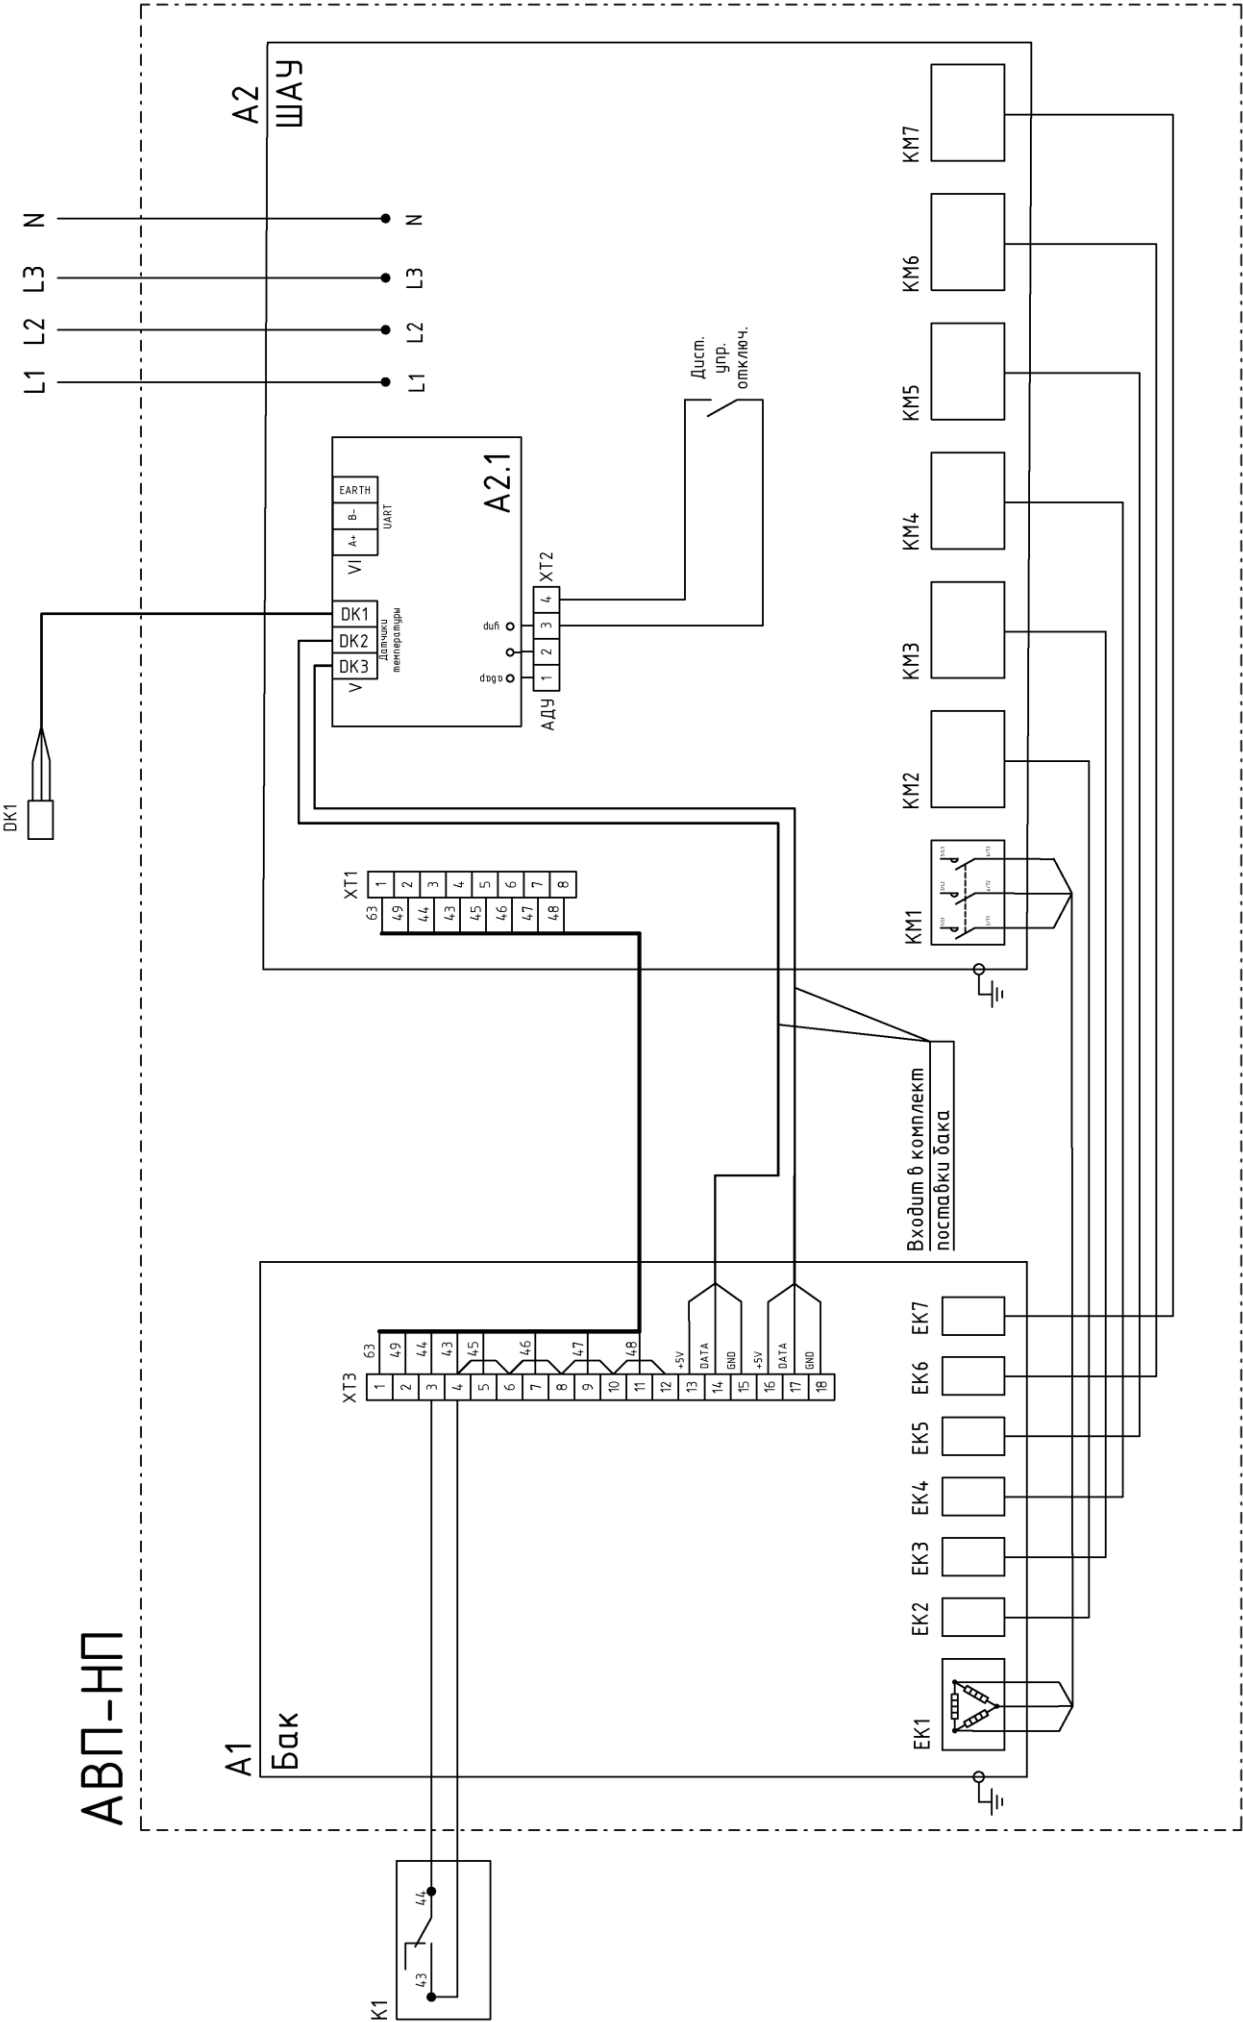 АВП-НП
A1
Бак
A2
ШАУ
L1
L2
L3
N
L1
L2
L3
N
DK1
K1
43
44
XT3
63
49
44
43
45
46
47
48
+5V
DATA
GND
+5V
DATA
GND
1
2
3
4
5
6
7
8
9
10
11
12
13
14
15
16
17
18
XT1
63
49
44
43
45
46
47
48
1
2
3
4
5
6
7
8
V
DK3
DK2
DK1
Датчики
температуры
VI
A+
B-
EARTH
UART
A2.1
авар
упр
АДУ
1
2
3
4
XT2
Дист.
упр.
отключ.
Входит в комплект
поставки бака
EK1
EK2
EK3
EK4
EK5
EK6
EK7
KM1
KM2
KM3
KM4
KM5
KM6
KM7